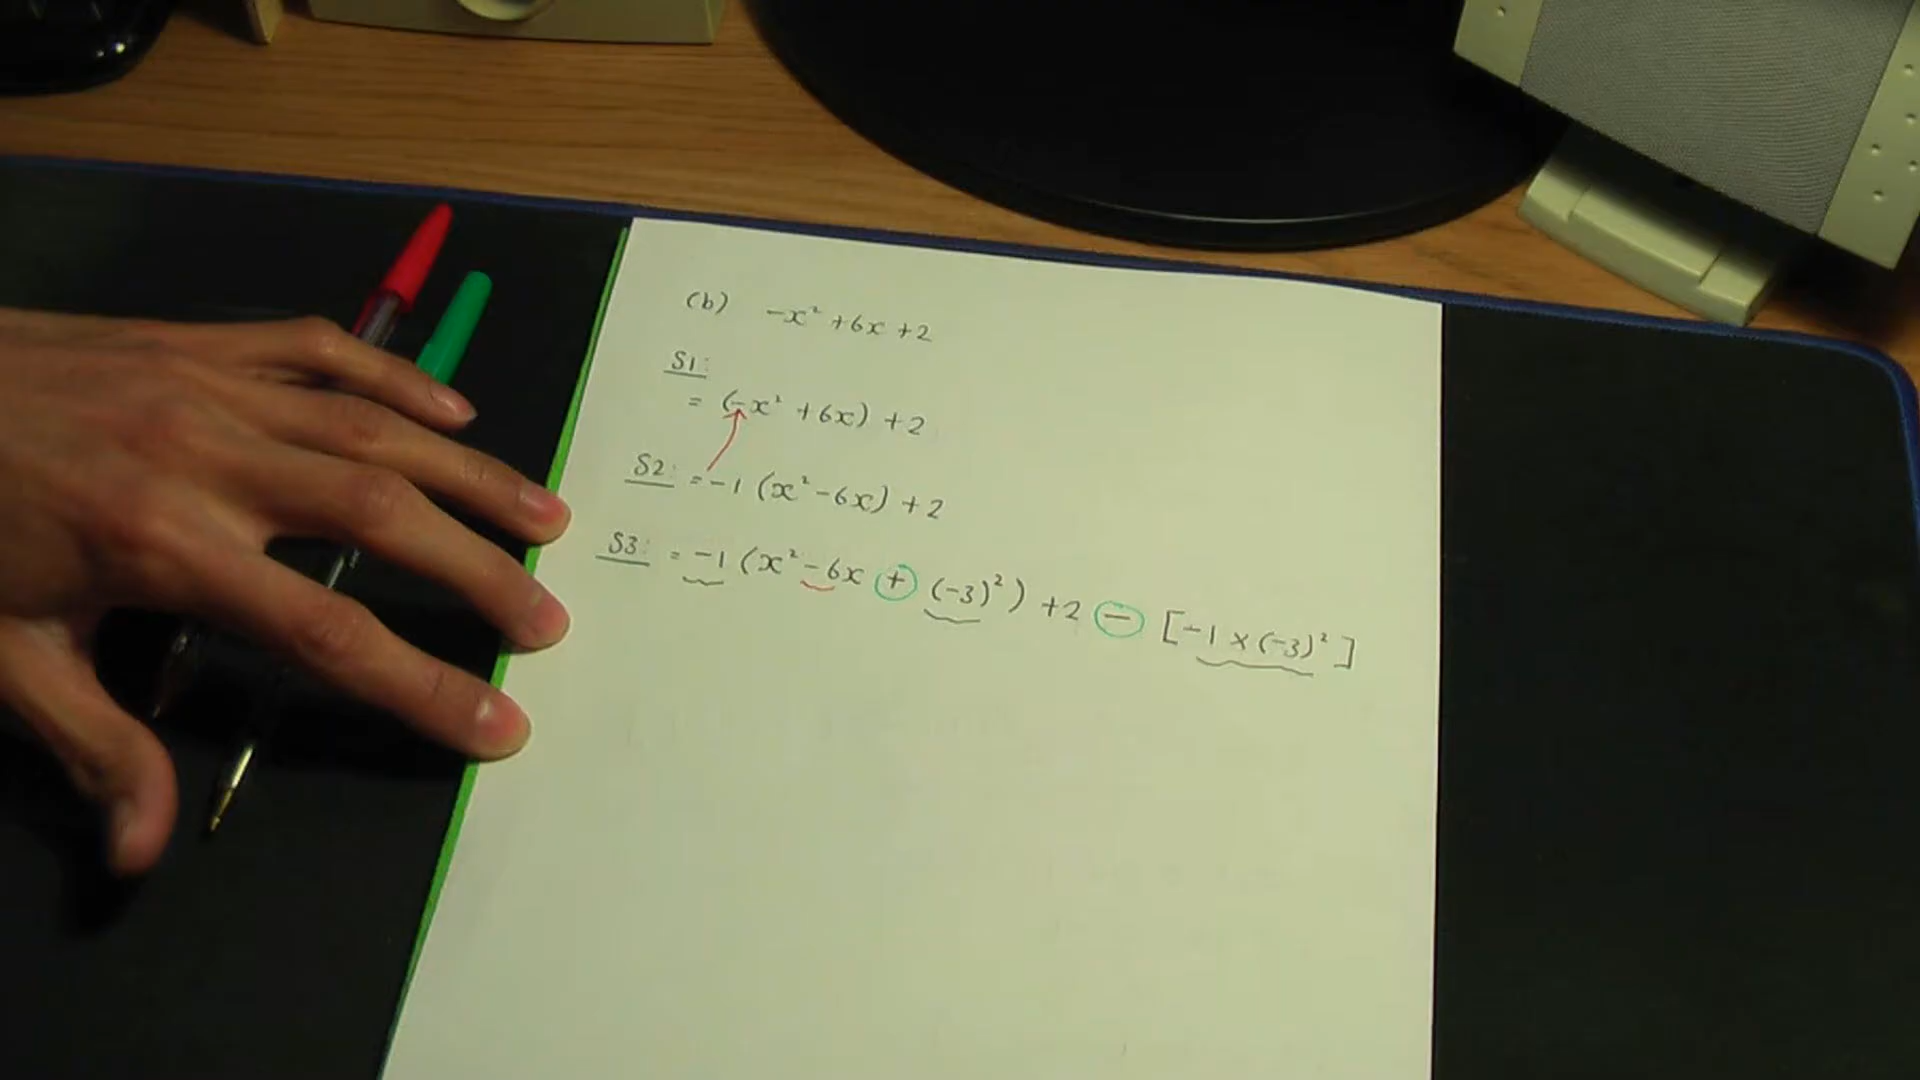 (b) -x² +6x +2
S1:
= (-x² +6x) +2
S2: = -1 (x² -6x) +2
S3: = -1 (x² -6x + (-3)²) +2 - [-1 x (-3)²]